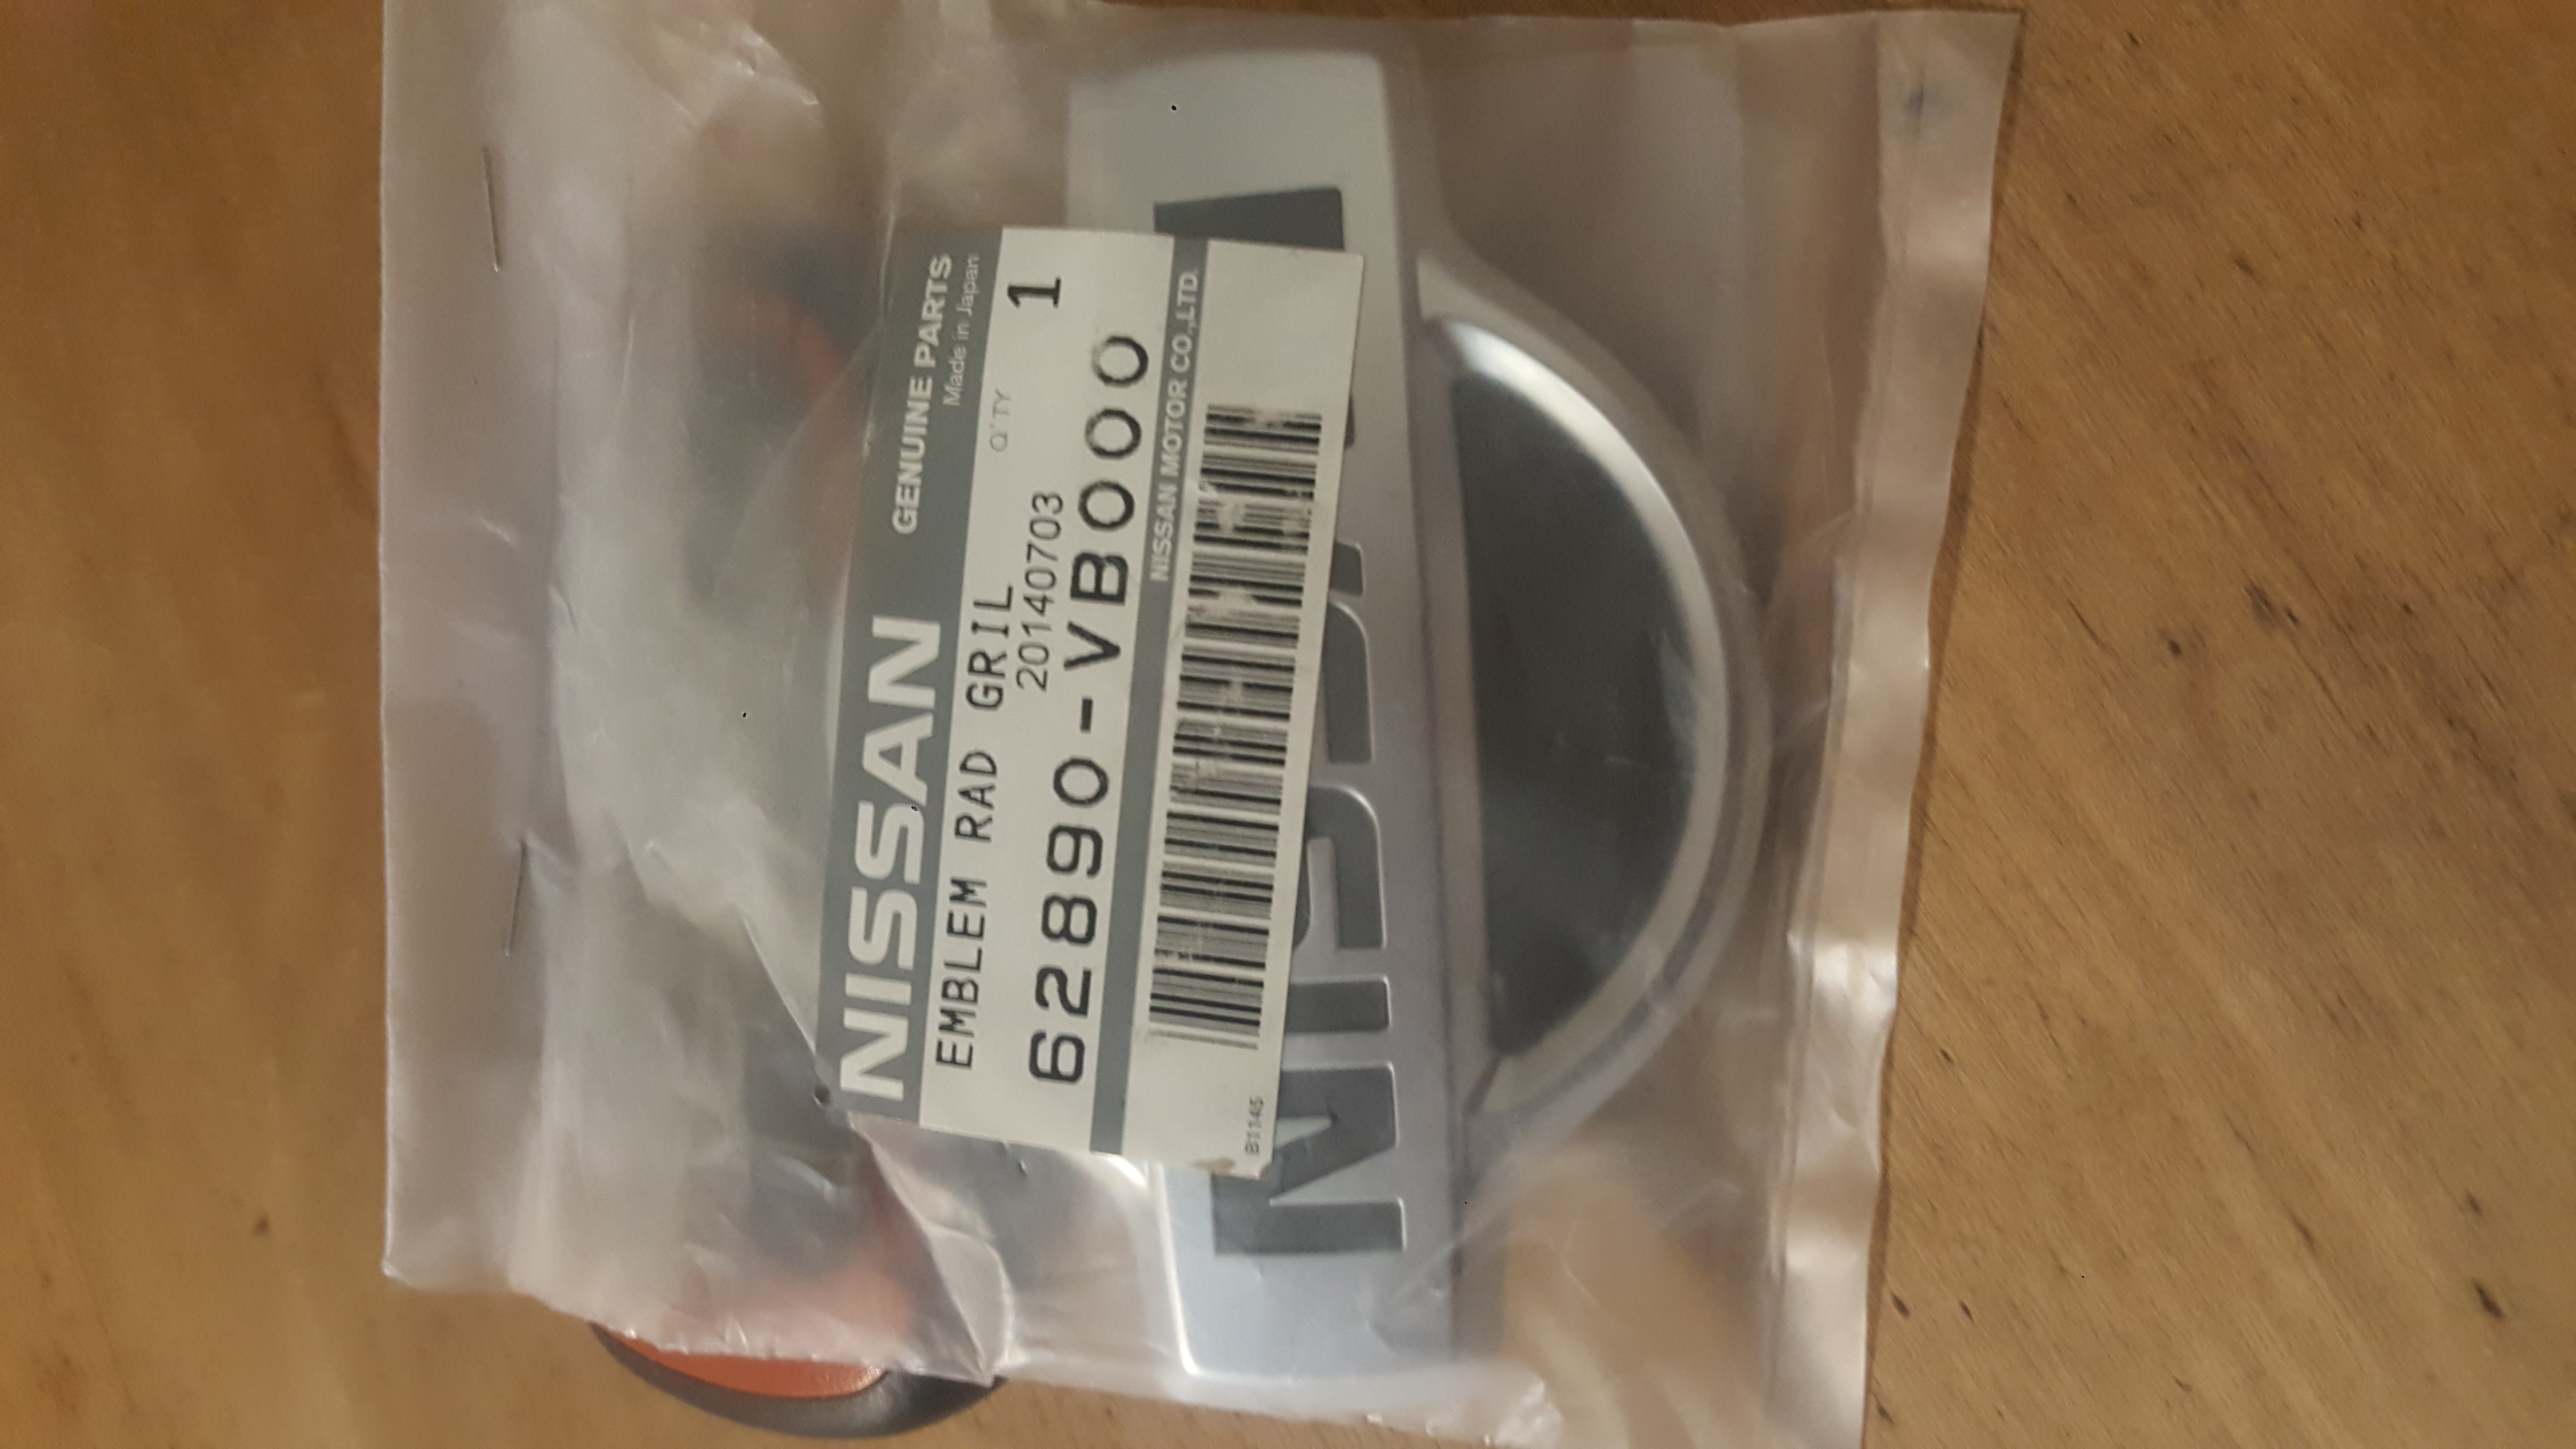 NISSAN GENUINE PARTS
Made in Japan
EMBLEM RAD GRIL Q'TY 1
20140703
62890-VB000
NISSAN MOTOR CO.,LTD.
B1145